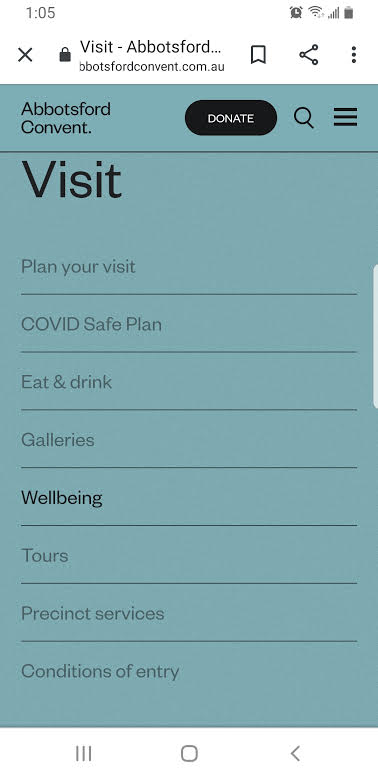 1:05
Visit - Abbotsford...
bbotsfordconvent.com.au
Abbotsford
Convent.
DONATE
Visit
Plan your visit
COVID Safe Plan
Eat & drink
Galleries
Wellbeing
Tours
Precinct services
Conditions of entry